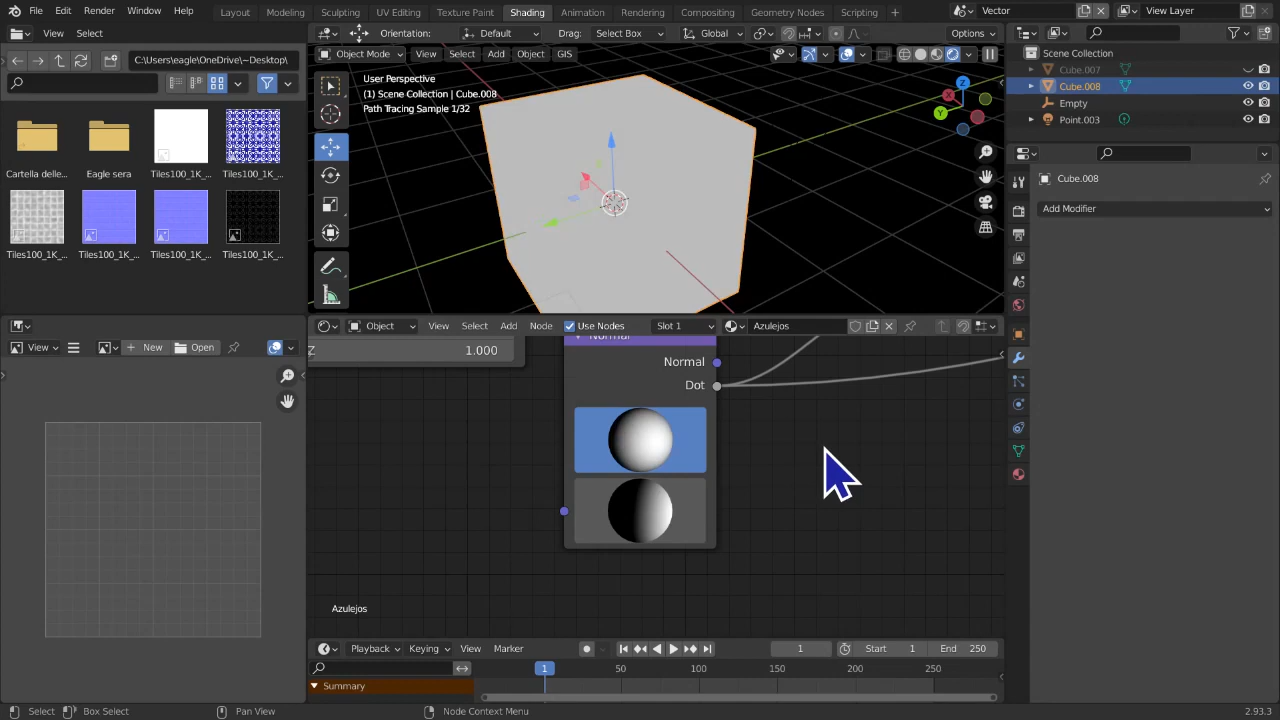 File Edit Render Window Help Layout Modeling Sculpting UV Editing Texture Paint Shading Animation Rendering Compositing Geometry Nodes Scripting Vector View Layer
View Select C:\users\eagle\OneDrive\~Desktop\
Orientation: Default Drag: Select Box Global Options
Object Mode View Select Add Object GIS
User Perspective
(1) Scene Collection | Cube.008
Path Tracing Sample 1/32
Scene Collection
Cube.007
Cube.008
Empty
Point.003
Cartella delle... Eagle sera Tiles100_1K_... Tiles100_1K_...
Tiles100_1K_... Tiles100_1K_... Tiles100_1K_... Tiles100_1K_...
Cube.008
Add Modifier
View New Open
Object View Select Add Node Use Nodes Slot 1 Azulejos
Z 1.000
Normal
Normal
Dot
Azulejos
Playback Keying View Marker 1 Start 1 End 250
1 50 100 150 200 250
Summary
Select Box Select Pan View Node Context Menu 2.93.3